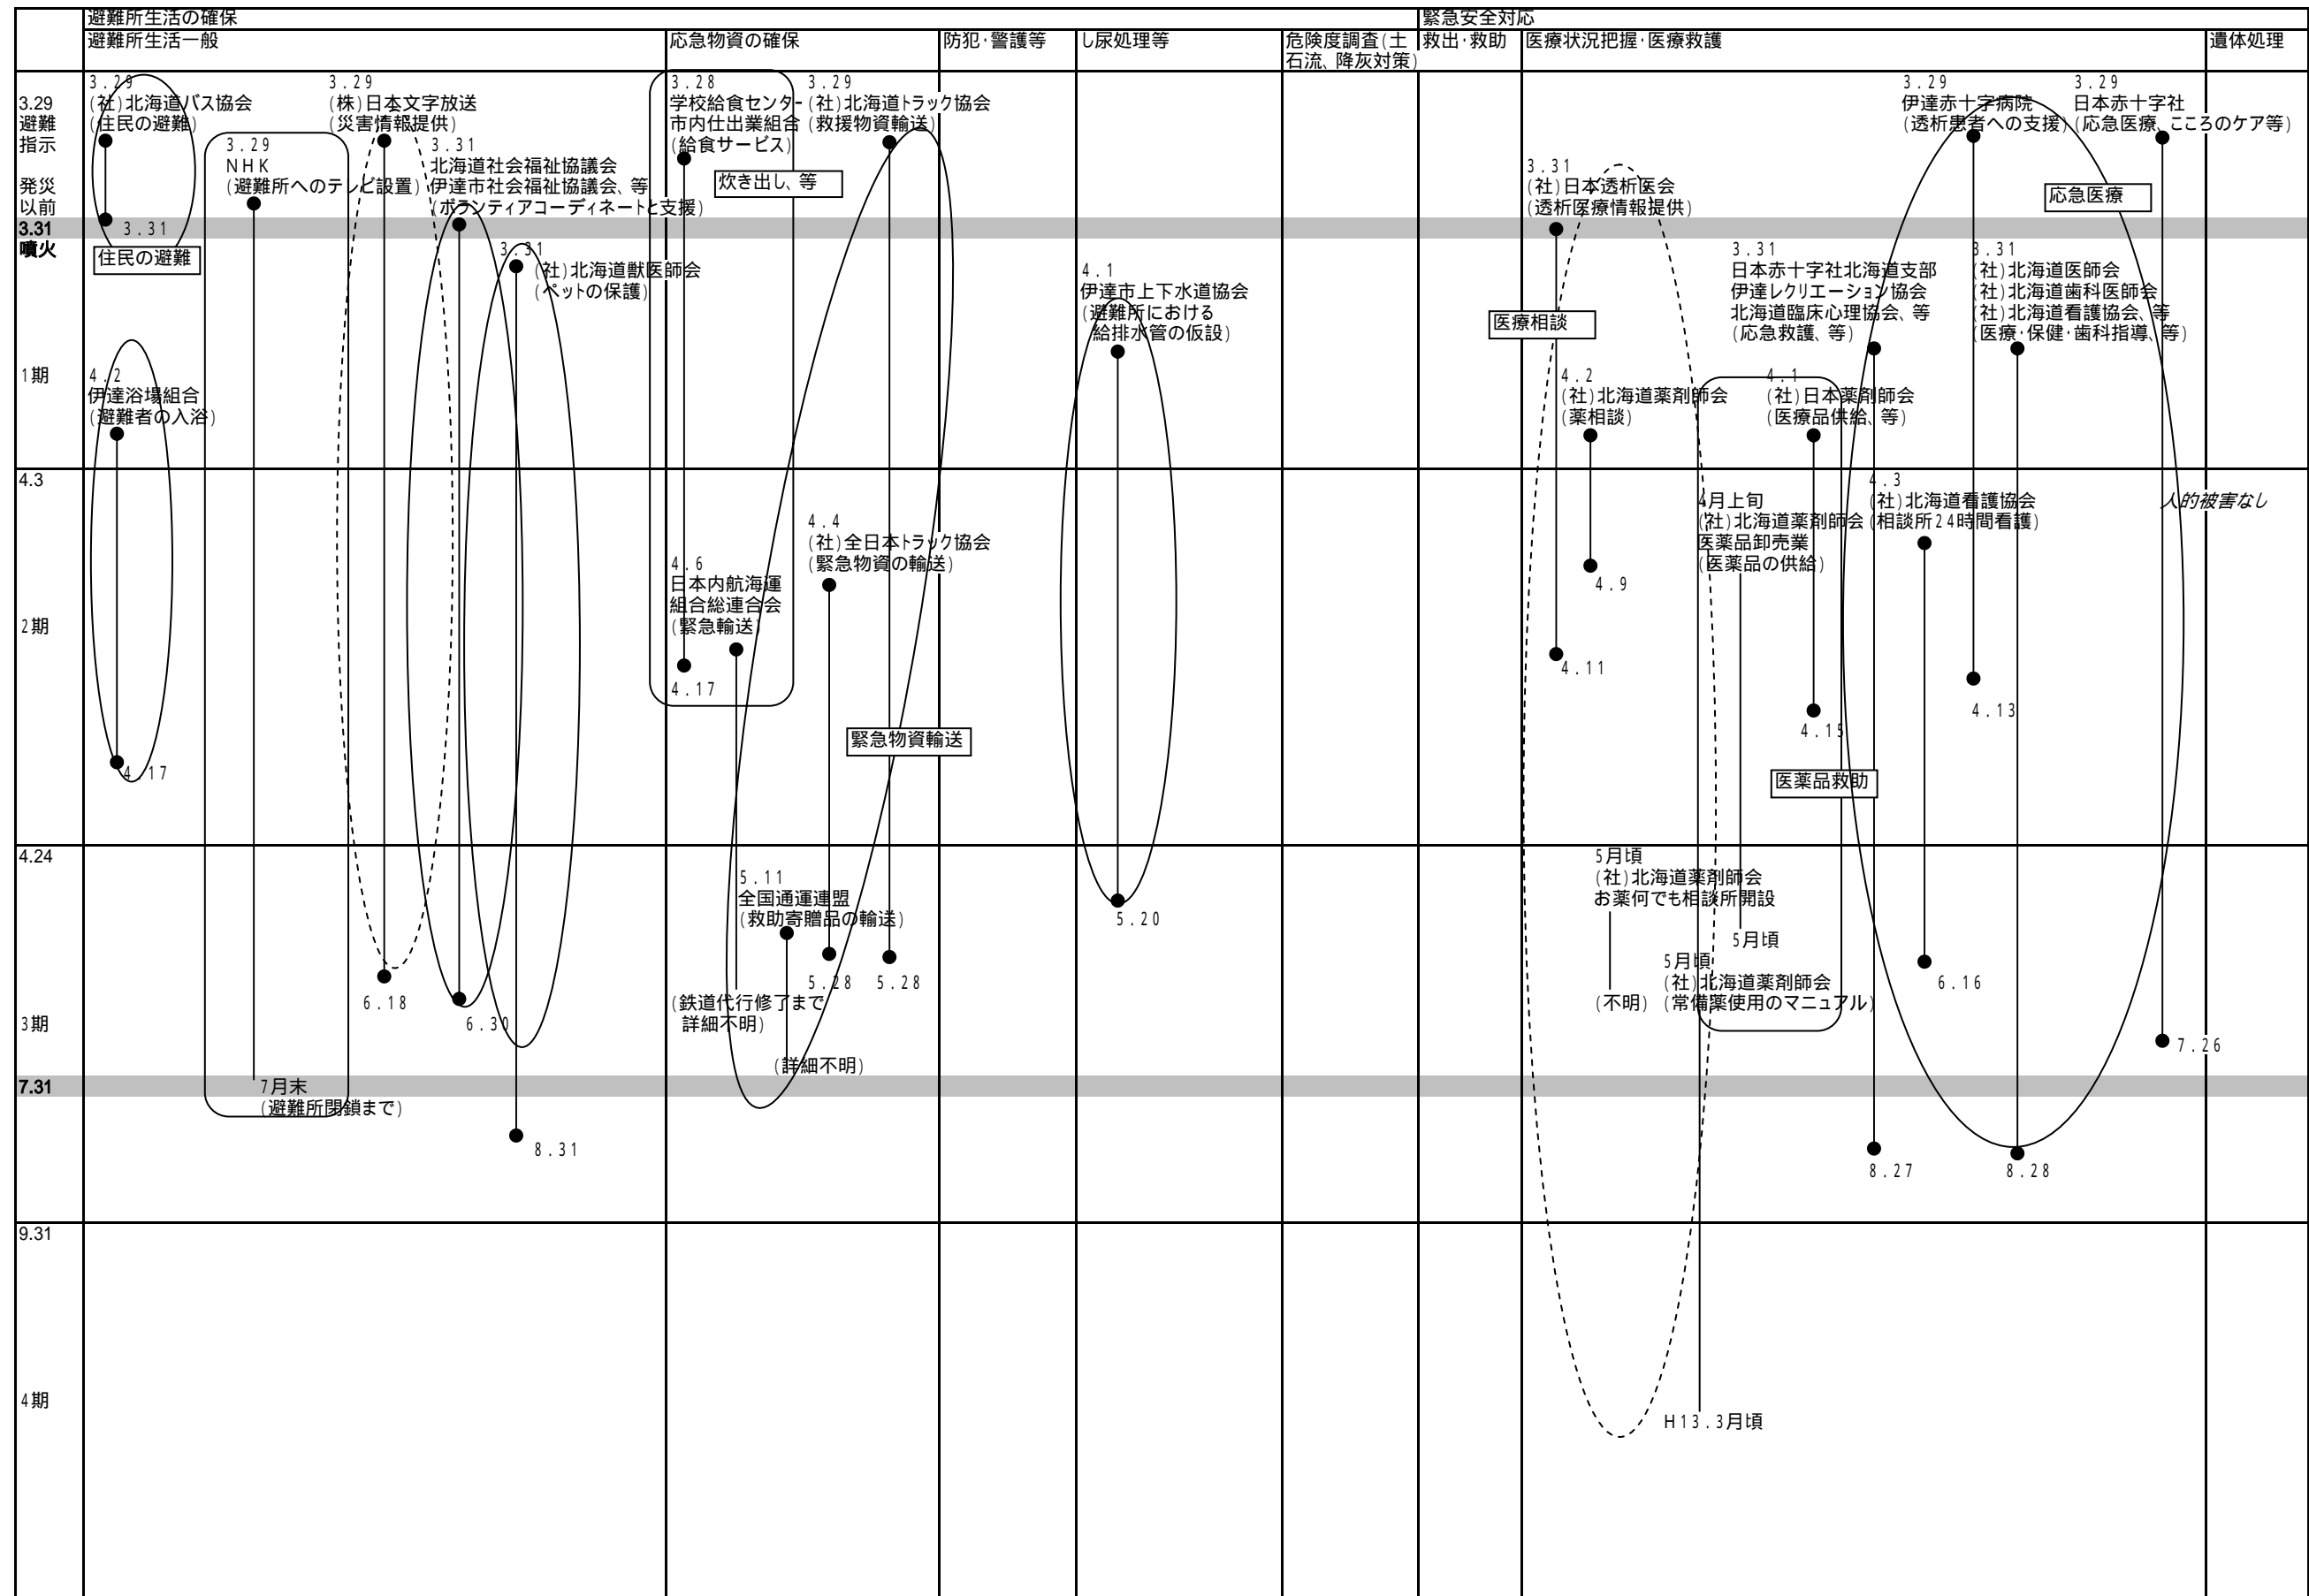 避難所生活の確保
緊急安全対応
避難所生活一般
応急物資の確保
防犯・警護等
し尿処理等
危険度調査(土
石流、降灰対策)
救出・救助
医療状況把握・医療救護
遺体処理
3.29
避難
指示
発災
以前
3.31
噴火
1期
4.3
2期
4.24
3期
7.31
9.31
4期
3.29
(社)北海道バス協会
(住民の避難)
3.31
住民の避難
4.2
伊達浴場組合
(避難者の入浴)
4.17
3.29
NHK
(避難所へのテレビ設置)
7月末
(避難所閉鎖まで)
3.29
(株)日本文字放送
(災害情報提供)
6.18
3.31
北海道社会福祉協議会
伊達市社会福祉協議会、等
(ボランティアコーディネートと支援)
6.30
3.31
(社)北海道獣医師会
(ペットの保護)
8.31
3.28
学校給食センター
市内仕出業組合
(給食サービス)
炊き出し、等
4.17
3.29
(社)北海道トラック協会
(救援物資輸送)
5.28
4.4
(社)全日本トラック協会
(緊急物資の輸送)
5.28
4.6
日本内航海運
組合総連合会
(緊急輸送)
(鉄道代行修了まで
詳細不明)
緊急物資輸送
5.11
全国通運連盟
(救助寄贈品の輸送)
(詳細不明)
4.1
伊達市上下水道協会
(避難所における
給排水管の仮設)
5.20
3.31
(社)日本透析医会
(透析医療情報提供)
4.11
医療相談
4.2
(社)北海道薬剤師会
(薬相談)
4.9
5月頃
(社)北海道薬剤師会
お薬何でも相談所開設
(不明)
5月頃
(社)北海道薬剤師会
(常備薬使用のマニュアル)
H13.3月頃
4月上旬
(社)北海道薬剤師会
医薬品卸売業
(医薬品の供給)
5月頃
4.1
(社)日本薬剤師会
(医療品供給、等)
4.15
医薬品救助
3.31
日本赤十字社北海道支部
伊達レクリエーション協会
北海道臨床心理協会、等
(応急救護、等)
8.27
4.3
(社)北海道看護協会
(相談所24時間看護)
6.16
3.29
伊達赤十字病院
(透析患者への支援)
4.13
3.31
(社)北海道医師会
(社)北海道歯科医師会
(社)北海道看護協会、等
(医療・保健・歯科指導、等)
8.28
3.29
日本赤十字社
(応急医療、こころのケア等)
7.26
応急医療
人的被害なし